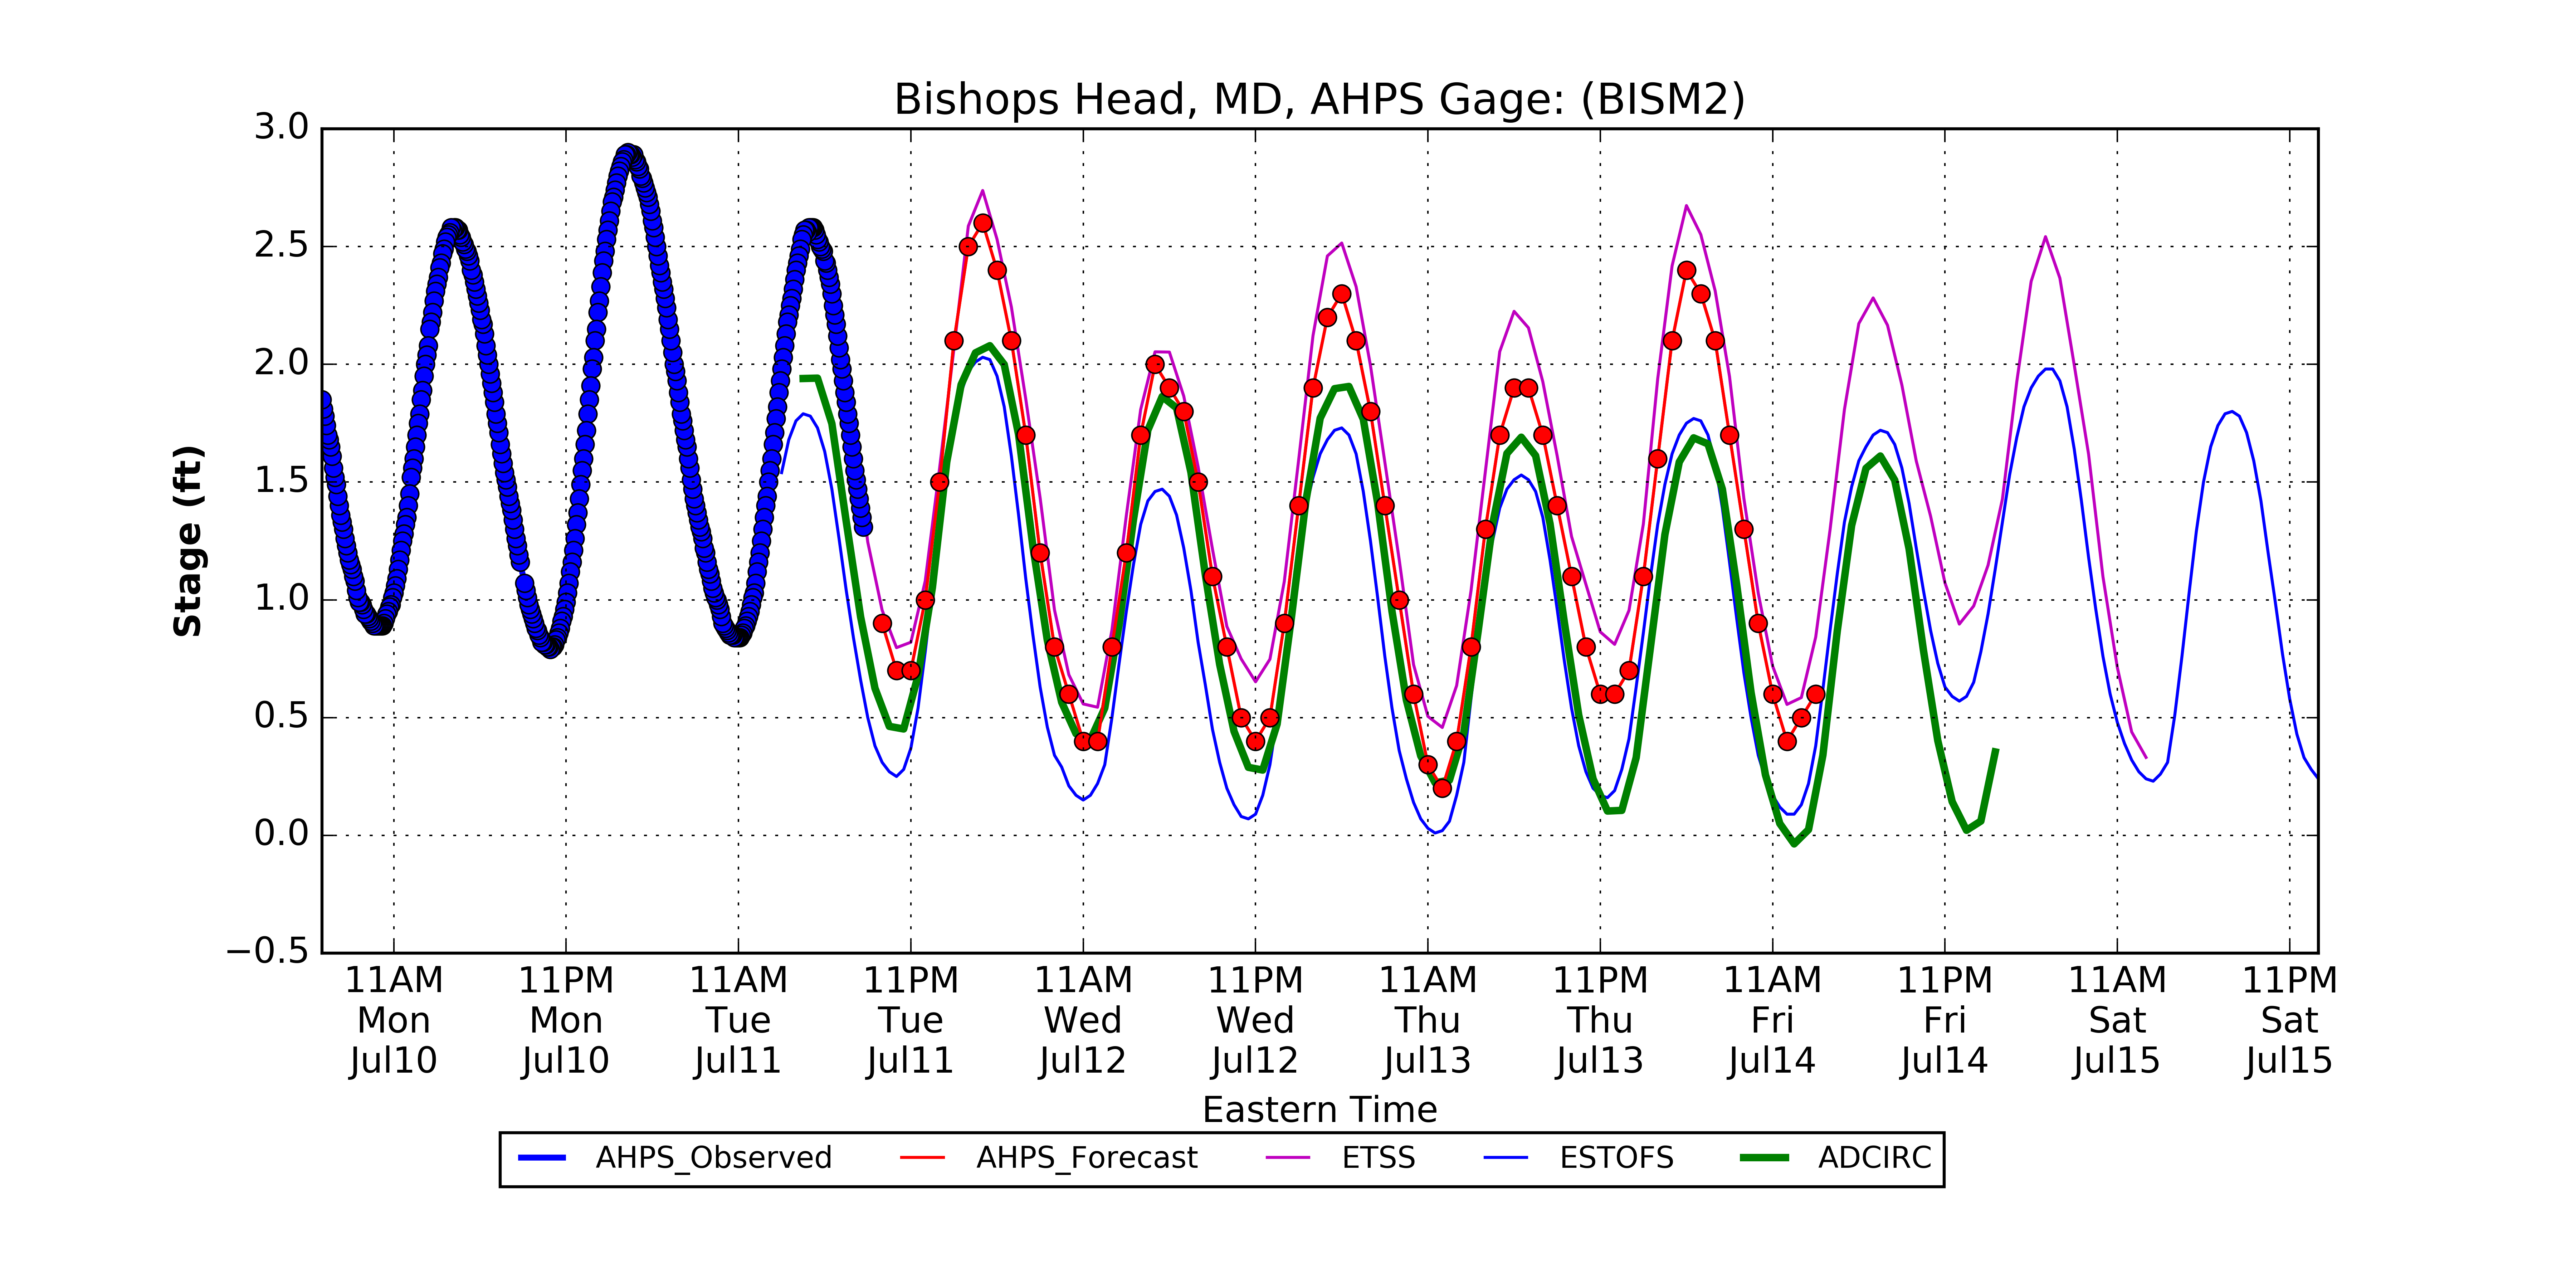 Bishops Head, MD, AHPS Gage: (BISM2)
Stage (ft)
3.0
2.5
2.0
1.5
1.0
0.5
0.0
−0.5
11AM 11PM 11AM 11PM 11AM 11PM 11AM 11PM 11AM 11PM 11AM 11PM
Mon Mon Tue Tue Wed Wed Thu Thu Fri Fri Sat Sat
Jul10 Jul10 Jul11 Jul11 Jul12 Jul12 Jul13 Jul13 Jul14 Jul14 Jul15 Jul15
Eastern Time
AHPS_Observed AHPS_Forecast ETSS ESTOFS ADCIRC